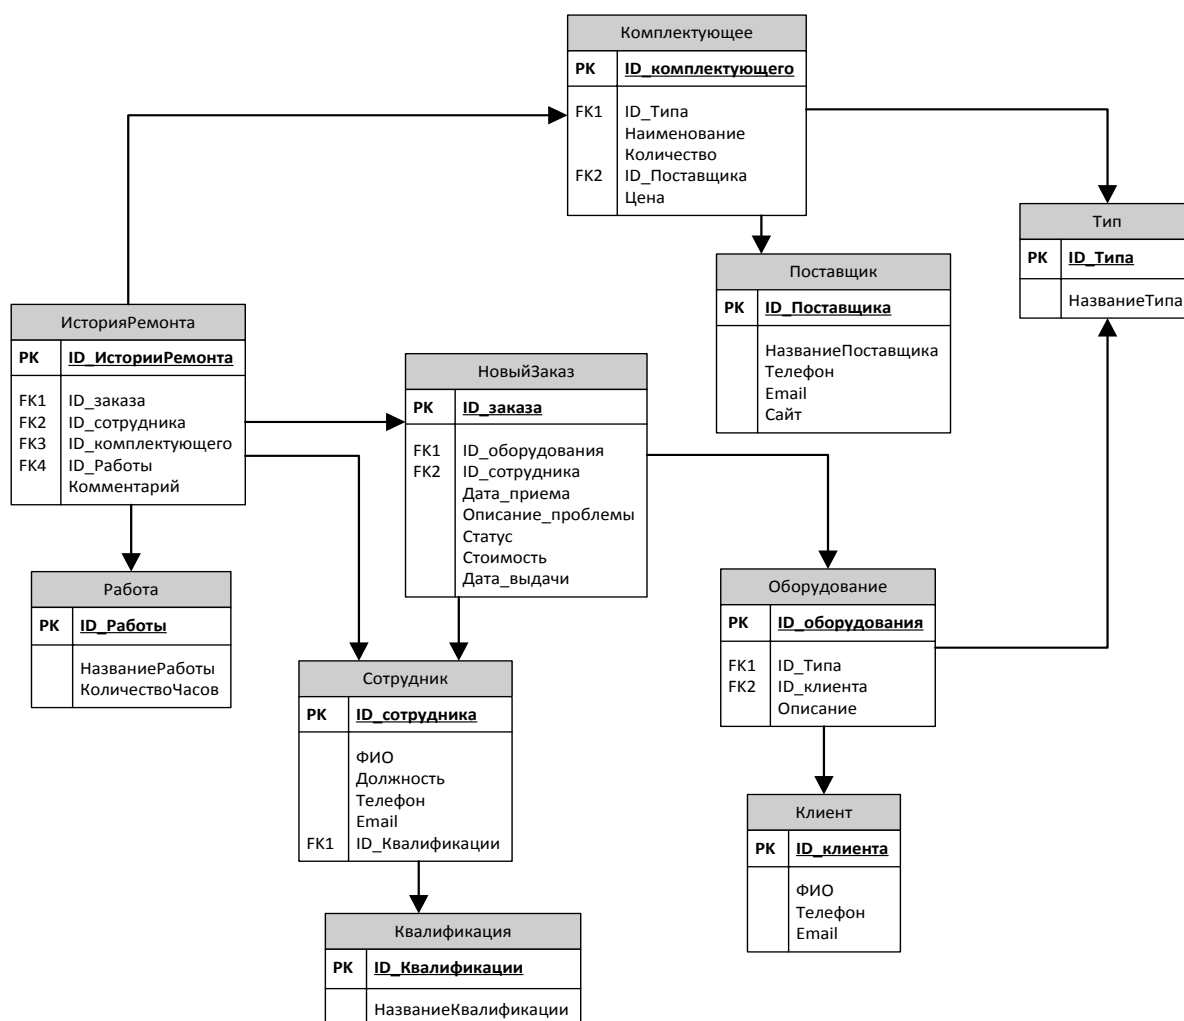 Комплектующее
PK ID_комплектующего
FK1 ID_Типа
Наименование
Количество
FK2 ID_Поставщика
Цена
Тип
PK ID_Типа
НазваниеТипа
Поставщик
PK ID_Поставщика
НазваниеПоставщика
Телефон
Email
Сайт
ИсторияРемонта
PK ID_ИсторииРемонта
FK1 ID_заказа
FK2 ID_сотрудника
FK3 ID_комплектующего
FK4 ID_Работы
Комментарий
НовыйЗаказ
PK ID_заказа
FK1 ID_оборудования
FK2 ID_сотрудника
Дата_приема
Описание_проблемы
Статус
Стоимость
Дата_выдачи
Работа
PK ID_Работы
НазваниеРаботы
КоличествоЧасов
Оборудование
PK ID_оборудования
FK1 ID_Типа
FK2 ID_клиента
Описание
Сотрудник
PK ID_сотрудника
ФИО
Должность
Телефон
Email
FK1 ID_Квалификации
Клиент
PK ID_клиента
ФИО
Телефон
Email
Квалификация
PK ID_Квалификации
НазваниеКвалификации